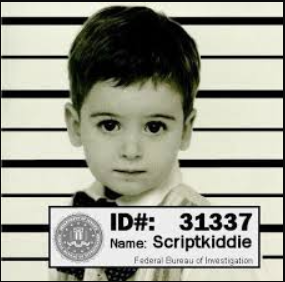 ID#: 31337
Name: Scriptkiddie
Federal Bureau of Investigation